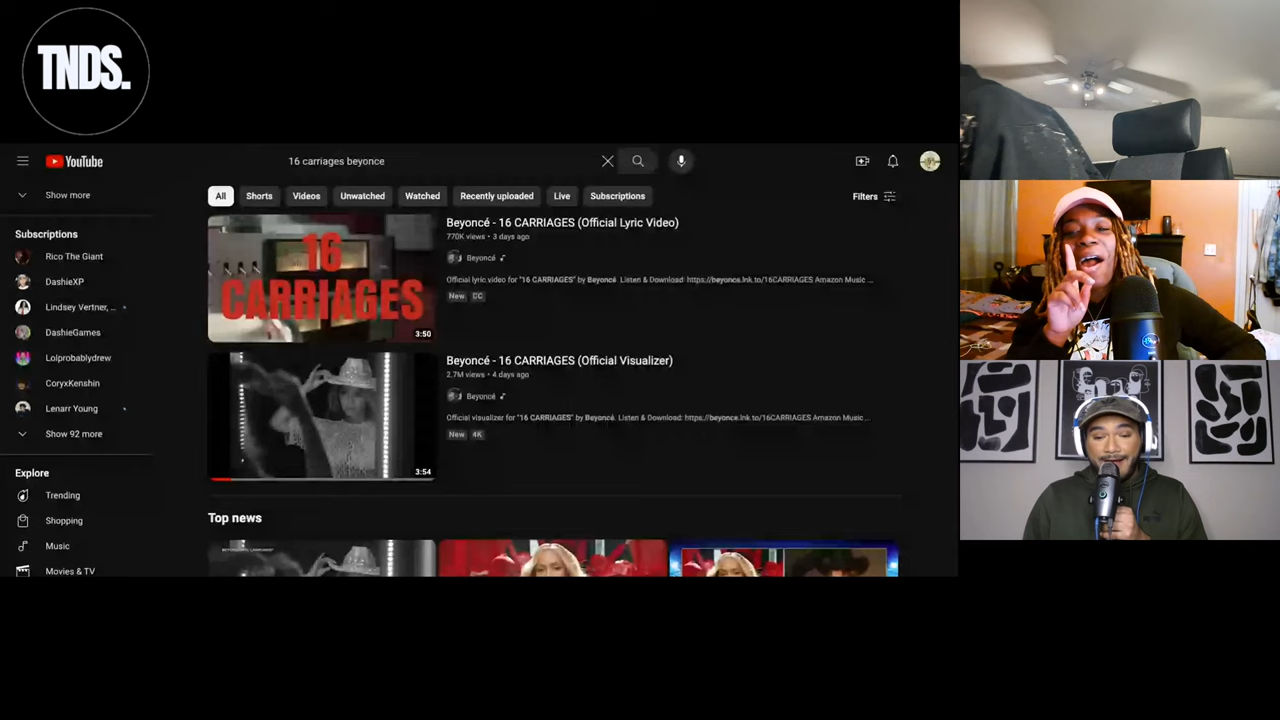 TNDS.
YouTube
16 carriages beyonce
Show more
All
Shorts
Videos
Unwatched
Watched
Recently uploaded
Live
Subscriptions
Filters
Subscriptions
Rico The Giant
DashieXP
Lindsey Vertner, ...
DashieGames
Lolprobablydrew
CoryxKenshin
Lenarr Young
Show 92 more
Explore
Trending
Shopping
Music
Movies & TV
16
CARRIAGES
3:50
Beyoncé - 16 CARRIAGES (Official Lyric Video)
770K views • 3 days ago
Beyoncé
Official lyric video for "16 CARRIAGES" by Beyoncé. Listen & Download: https://beyonce.lnk.to/16CARRIAGES Amazon Music ...
New CC
3:54
Beyoncé - 16 CARRIAGES (Official Visualizer)
2.7M views • 4 days ago
Beyoncé
Official visualizer for "16 CARRIAGES" by Beyoncé. Listen & Download: https://beyonce.lnk.to/16CARRIAGES Amazon Music...
New 4K
Top news